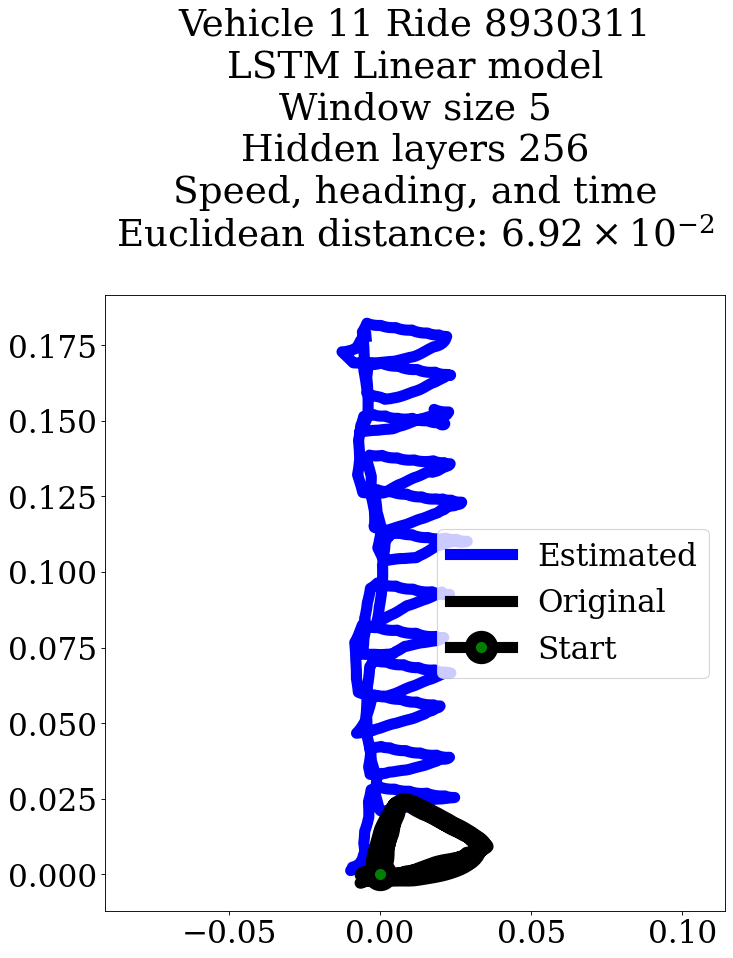 Vehicle 11 Ride 8930311
LSTM Linear model
Window size 5
Hidden layers 256
Speed, heading, and time
Euclidean distance: 6.92 × 10⁻²
0.175
0.150
0.125
0.100
0.075
0.050
0.025
0.000
Estimated
Original
Start
−0.05 0.00 0.05 0.10